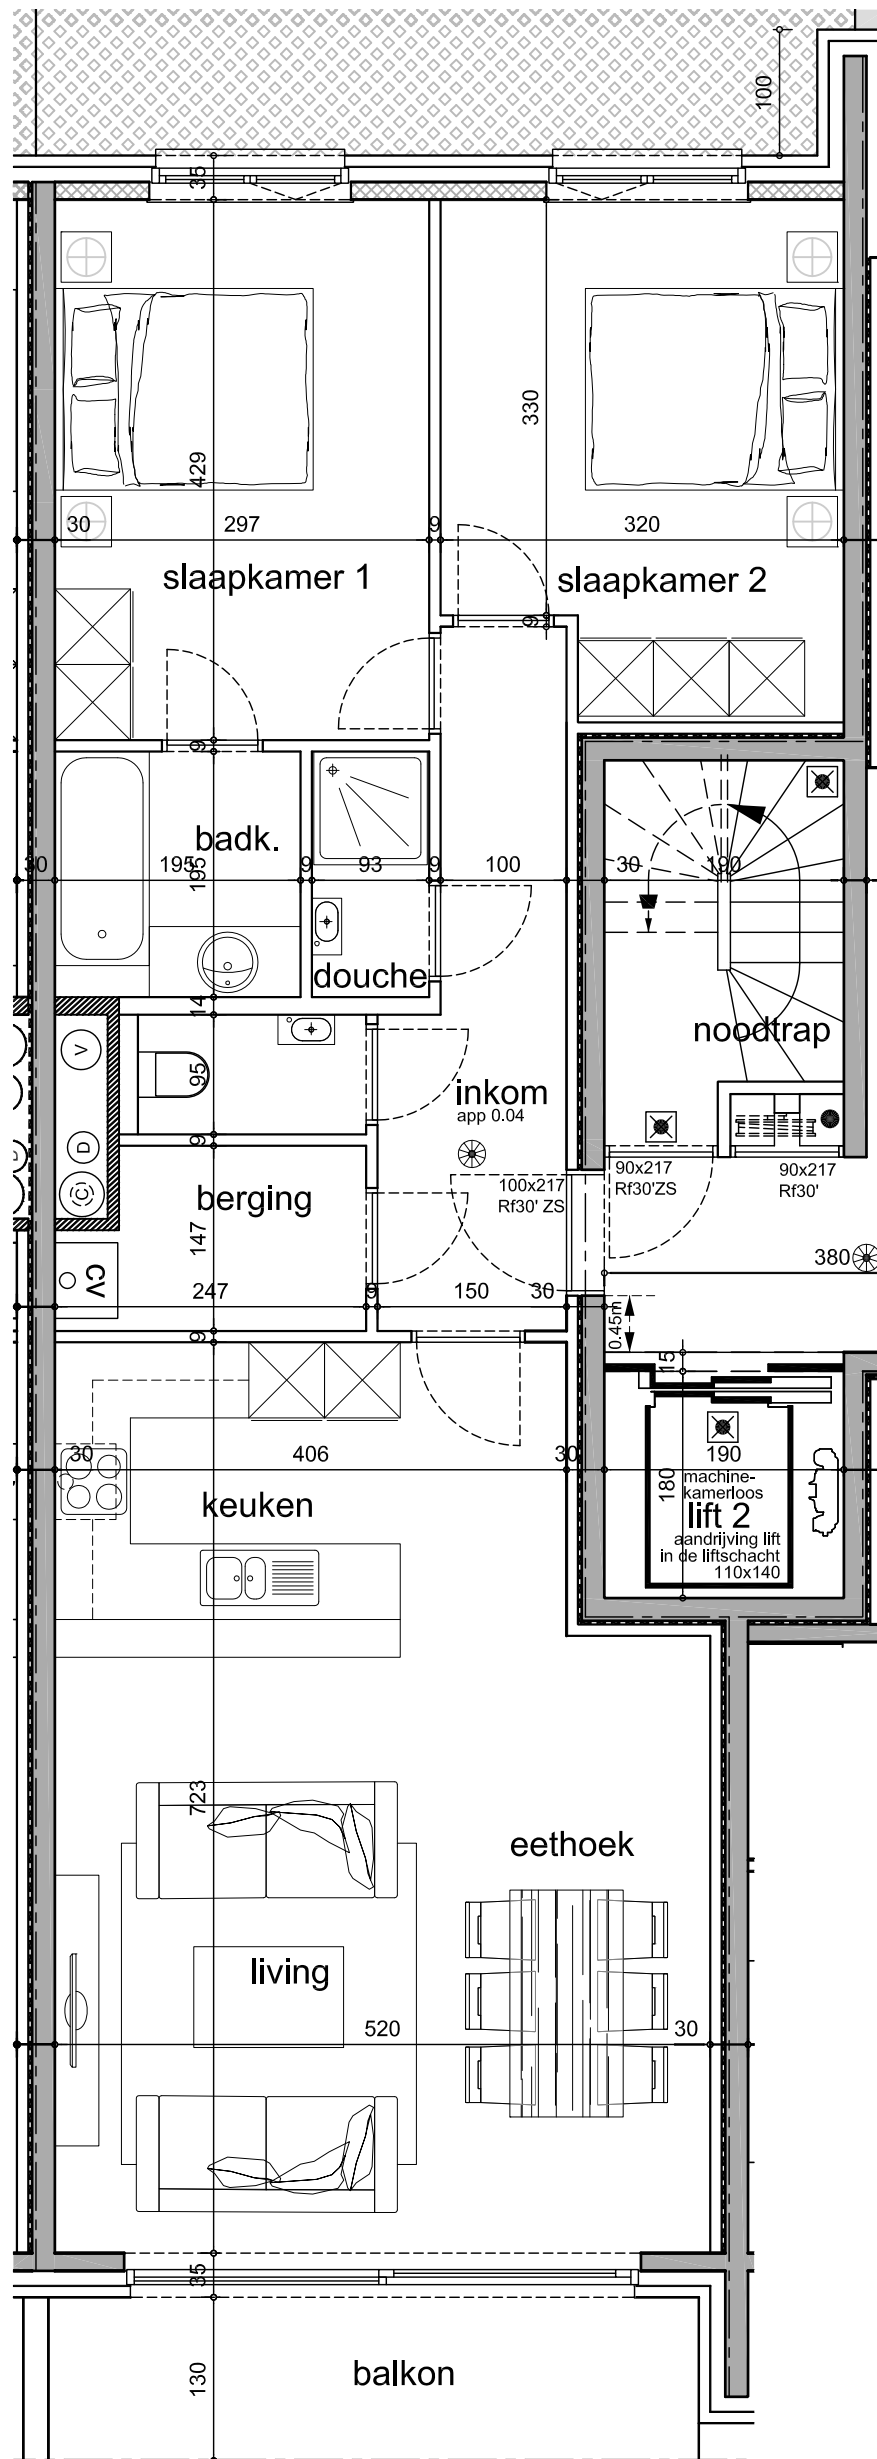 100
35
330
429
30
297
9
320
slaapkamer 1
slaapkamer 2
9
9
badk.
30
195
195
9
93
9
100
30
190
douche
14
noodtrap
V
95
inkom
app 0.04
D
9
berging
100x217
Rf30' ZS
90x217
Rf30'ZS
90x217
Rf30'
C
147
380
CV
247
9
150
30
0.45m
9
15
30
406
30
190
180
machine-
kamerloos
keuken
lift 2
aandrijving lift
in de liftschacht
110x140
723
eethoek
living
520
30
35
130
balkon